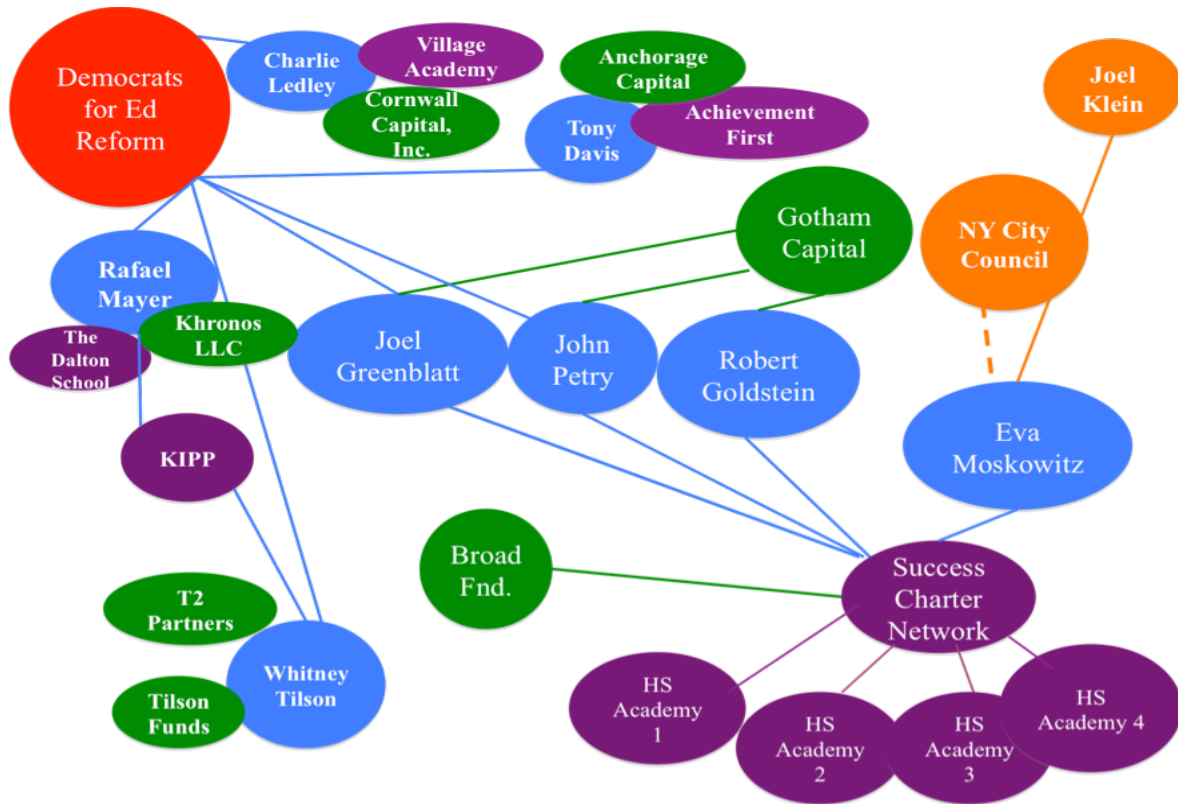 Democrats
for Ed
Reform
Charlie
Ledley
Village
Academy
Cornwall
Capital,
Inc.
Anchorage
Capital
Tony
Davis
Achievement
First
Joel
Klein
Gotham
Capital
NY City
Council
Rafael
Mayer
The
Dalton
School
Khronos
LLC
Joel
Greenblatt
John
Petry
Robert
Goldstein
Eva
Moskowitz
KIPP
Broad
Fnd.
Success
Charter
Network
T2
Partners
Whitney
Tilson
Tilson
Funds
HS
Academy
1
HS
Academy
2
HS
Academy
3
HS
Academy 4